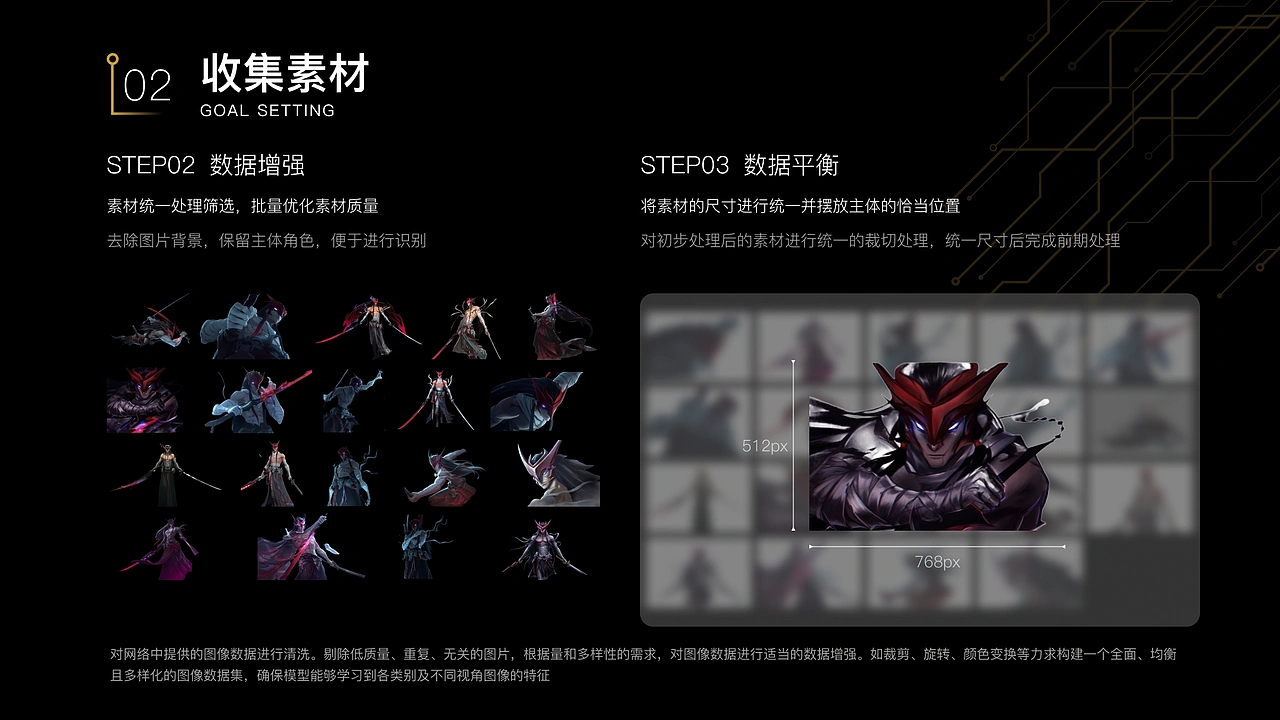 02
收集素材
GOAL SETTING
STEP02 数据增强
素材统一处理筛选，批量优化素材质量
去除图片背景，保留主体角色，便于进行识别
STEP03 数据平衡
将素材的尺寸进行统一并摆放主体的恰当位置
对初步处理后的素材进行统一的裁切处理，统一尺寸后完成前期处理
512px
768px
对网络中提供的图像数据进行清洗。剔除低质量、重复、无关的图片，根据量和多样性的需求，对图像数据进行适当的数据增强。如裁剪、旋转、颜色变换等力求构建一个全面、均衡
且多样化的图像数据集，确保模型能够学习到各类别及不同视角图像的特征